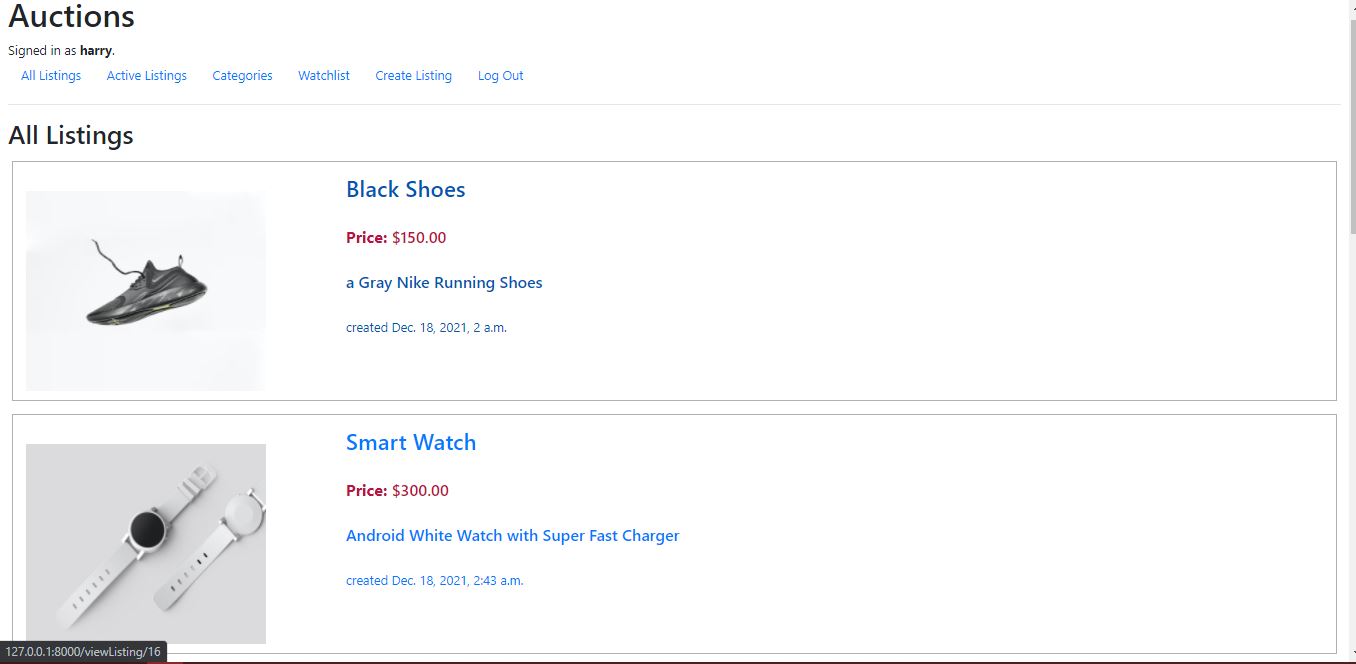 Auctions
Signed in as harry.
All Listings Active Listings Categories Watchlist Create Listing Log Out
All Listings
Black Shoes
Price: $150.00
a Gray Nike Running Shoes
created Dec. 18, 2021, 2 a.m.
Smart Watch
Price: $300.00
Android White Watch with Super Fast Charger
created Dec. 18, 2021, 2:43 a.m.
127.0.0.1:8000/viewListing/16